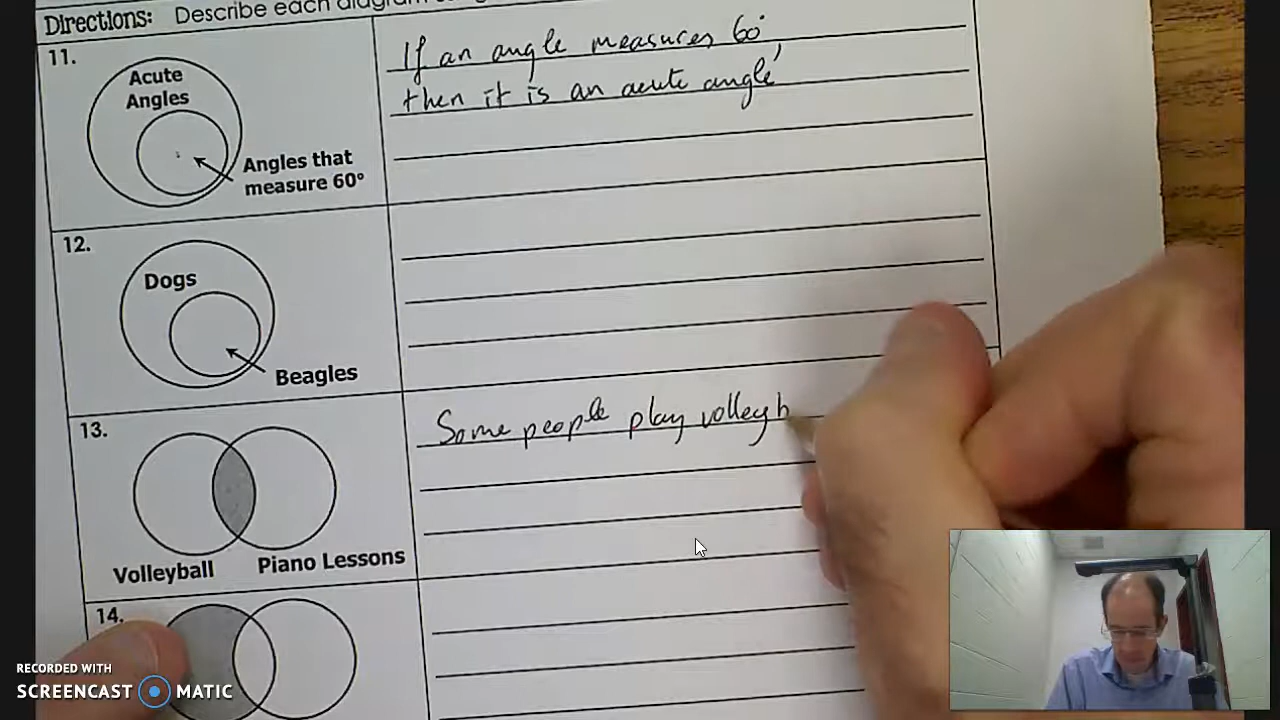 Directions: Describe each diagram
11.
Acute
Angles
Angles that
measure 60°
If an angle measures 60°,
then it is an acute angle
12.
Dogs
Beagles
13.
Volleyball
Piano Lessons
Some people play volleyb
14.
RECORDED WITH
SCREENCAST MATIC